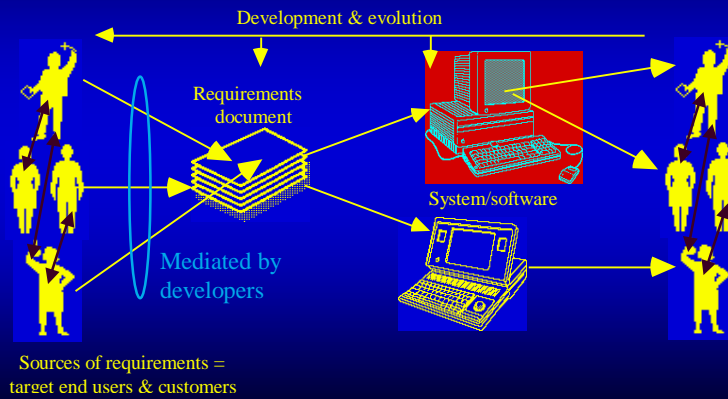 Development & evolution
Requirements
document
System/software
Mediated by
developers
Sources of requirements =
target end users & customers